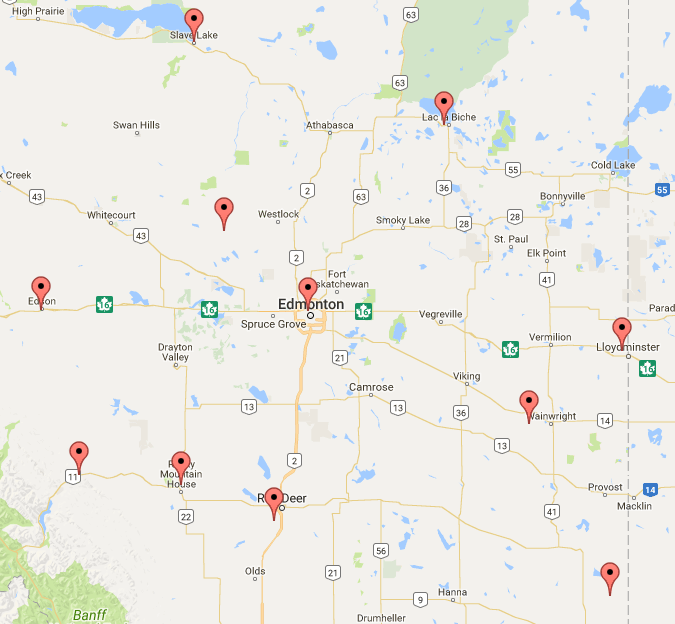 High Prairie
63
Slave Lake
63
Lac la Biche
Swan Hills
Athabasca
55
Cold Lake
x Creek
43
2
63
36
55
Bonnyville
Whitecourt
Westlock
Smoky Lake
28
28
43
St. Paul
2
Elk Point
Fort
skatchewan
41
Edson
16
16
Edmonton
16
Parad
Spruce Grove
Vegreville
Vermilion
Drayton
Valley
21
16
Lloydminster
16
Viking
Camrose
13
13
36
Wainwright
14
13
2
Mountain
House
11
Provost
14
Macklin
Deer
22
41
56
Olds
21
9
Hanna
Banff
Drumheller